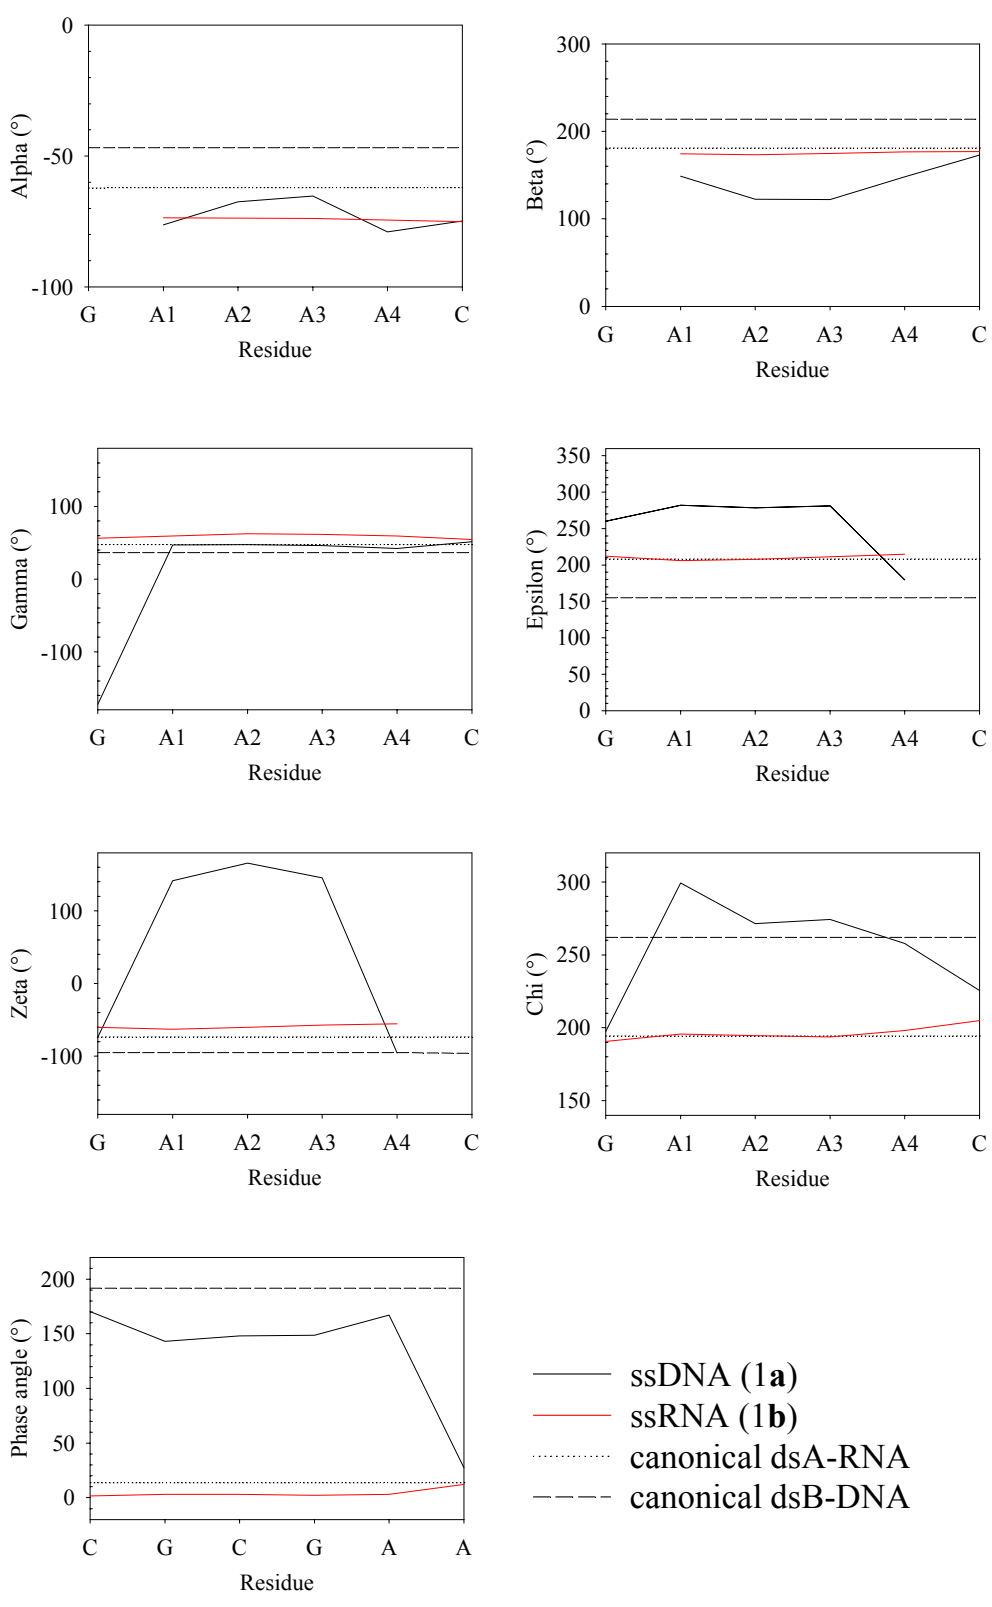 0
-50
-100
Alpha (°)
G A1 A2 A3 A4 C
Residue
300
200
100
0
Beta (°)
G A1 A2 A3 A4 C
Residue
100
0
-100
Gamma (°)
G A1 A2 A3 A4 C
Residue
350
300
250
200
150
100
50
0
Epsilon (°)
G A1 A2 A3 A4 C
Residue
100
0
-100
Zeta (°)
G A1 A2 A3 A4 C
Residue
300
250
200
150
Chi (°)
G A1 A2 A3 A4 C
Residue
200
150
100
50
0
Phase angle (°)
C G C G A A
Residue
ssDNA (1a)
ssRNA (1b)
canonical dsA-RNA
canonical dsB-DNA